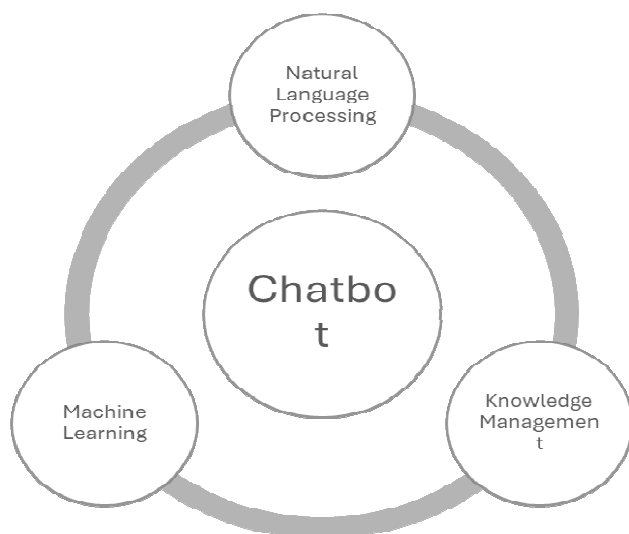 Natural
Language
Processing
Chatbo
t
Machine
Learning
Knowledge
Managemen
t